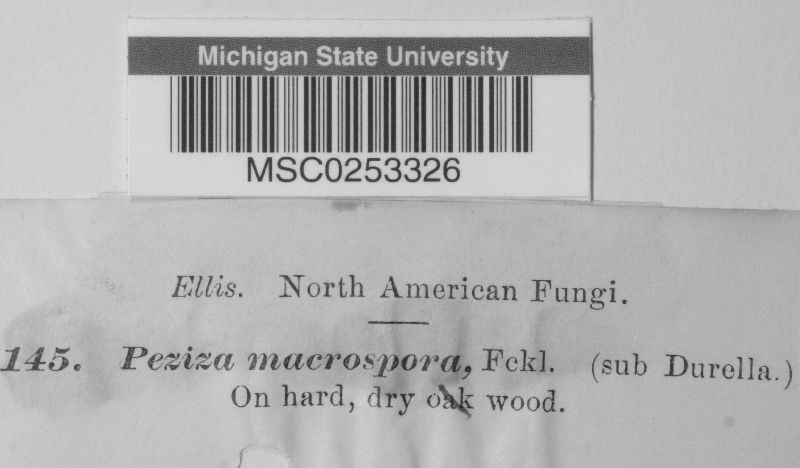 Michigan State University
MSC0253326
Ellis. North American Fungi.
145. Peziza macrospora, Fckl. (sub Durella.)
On hard, dry oak wood.